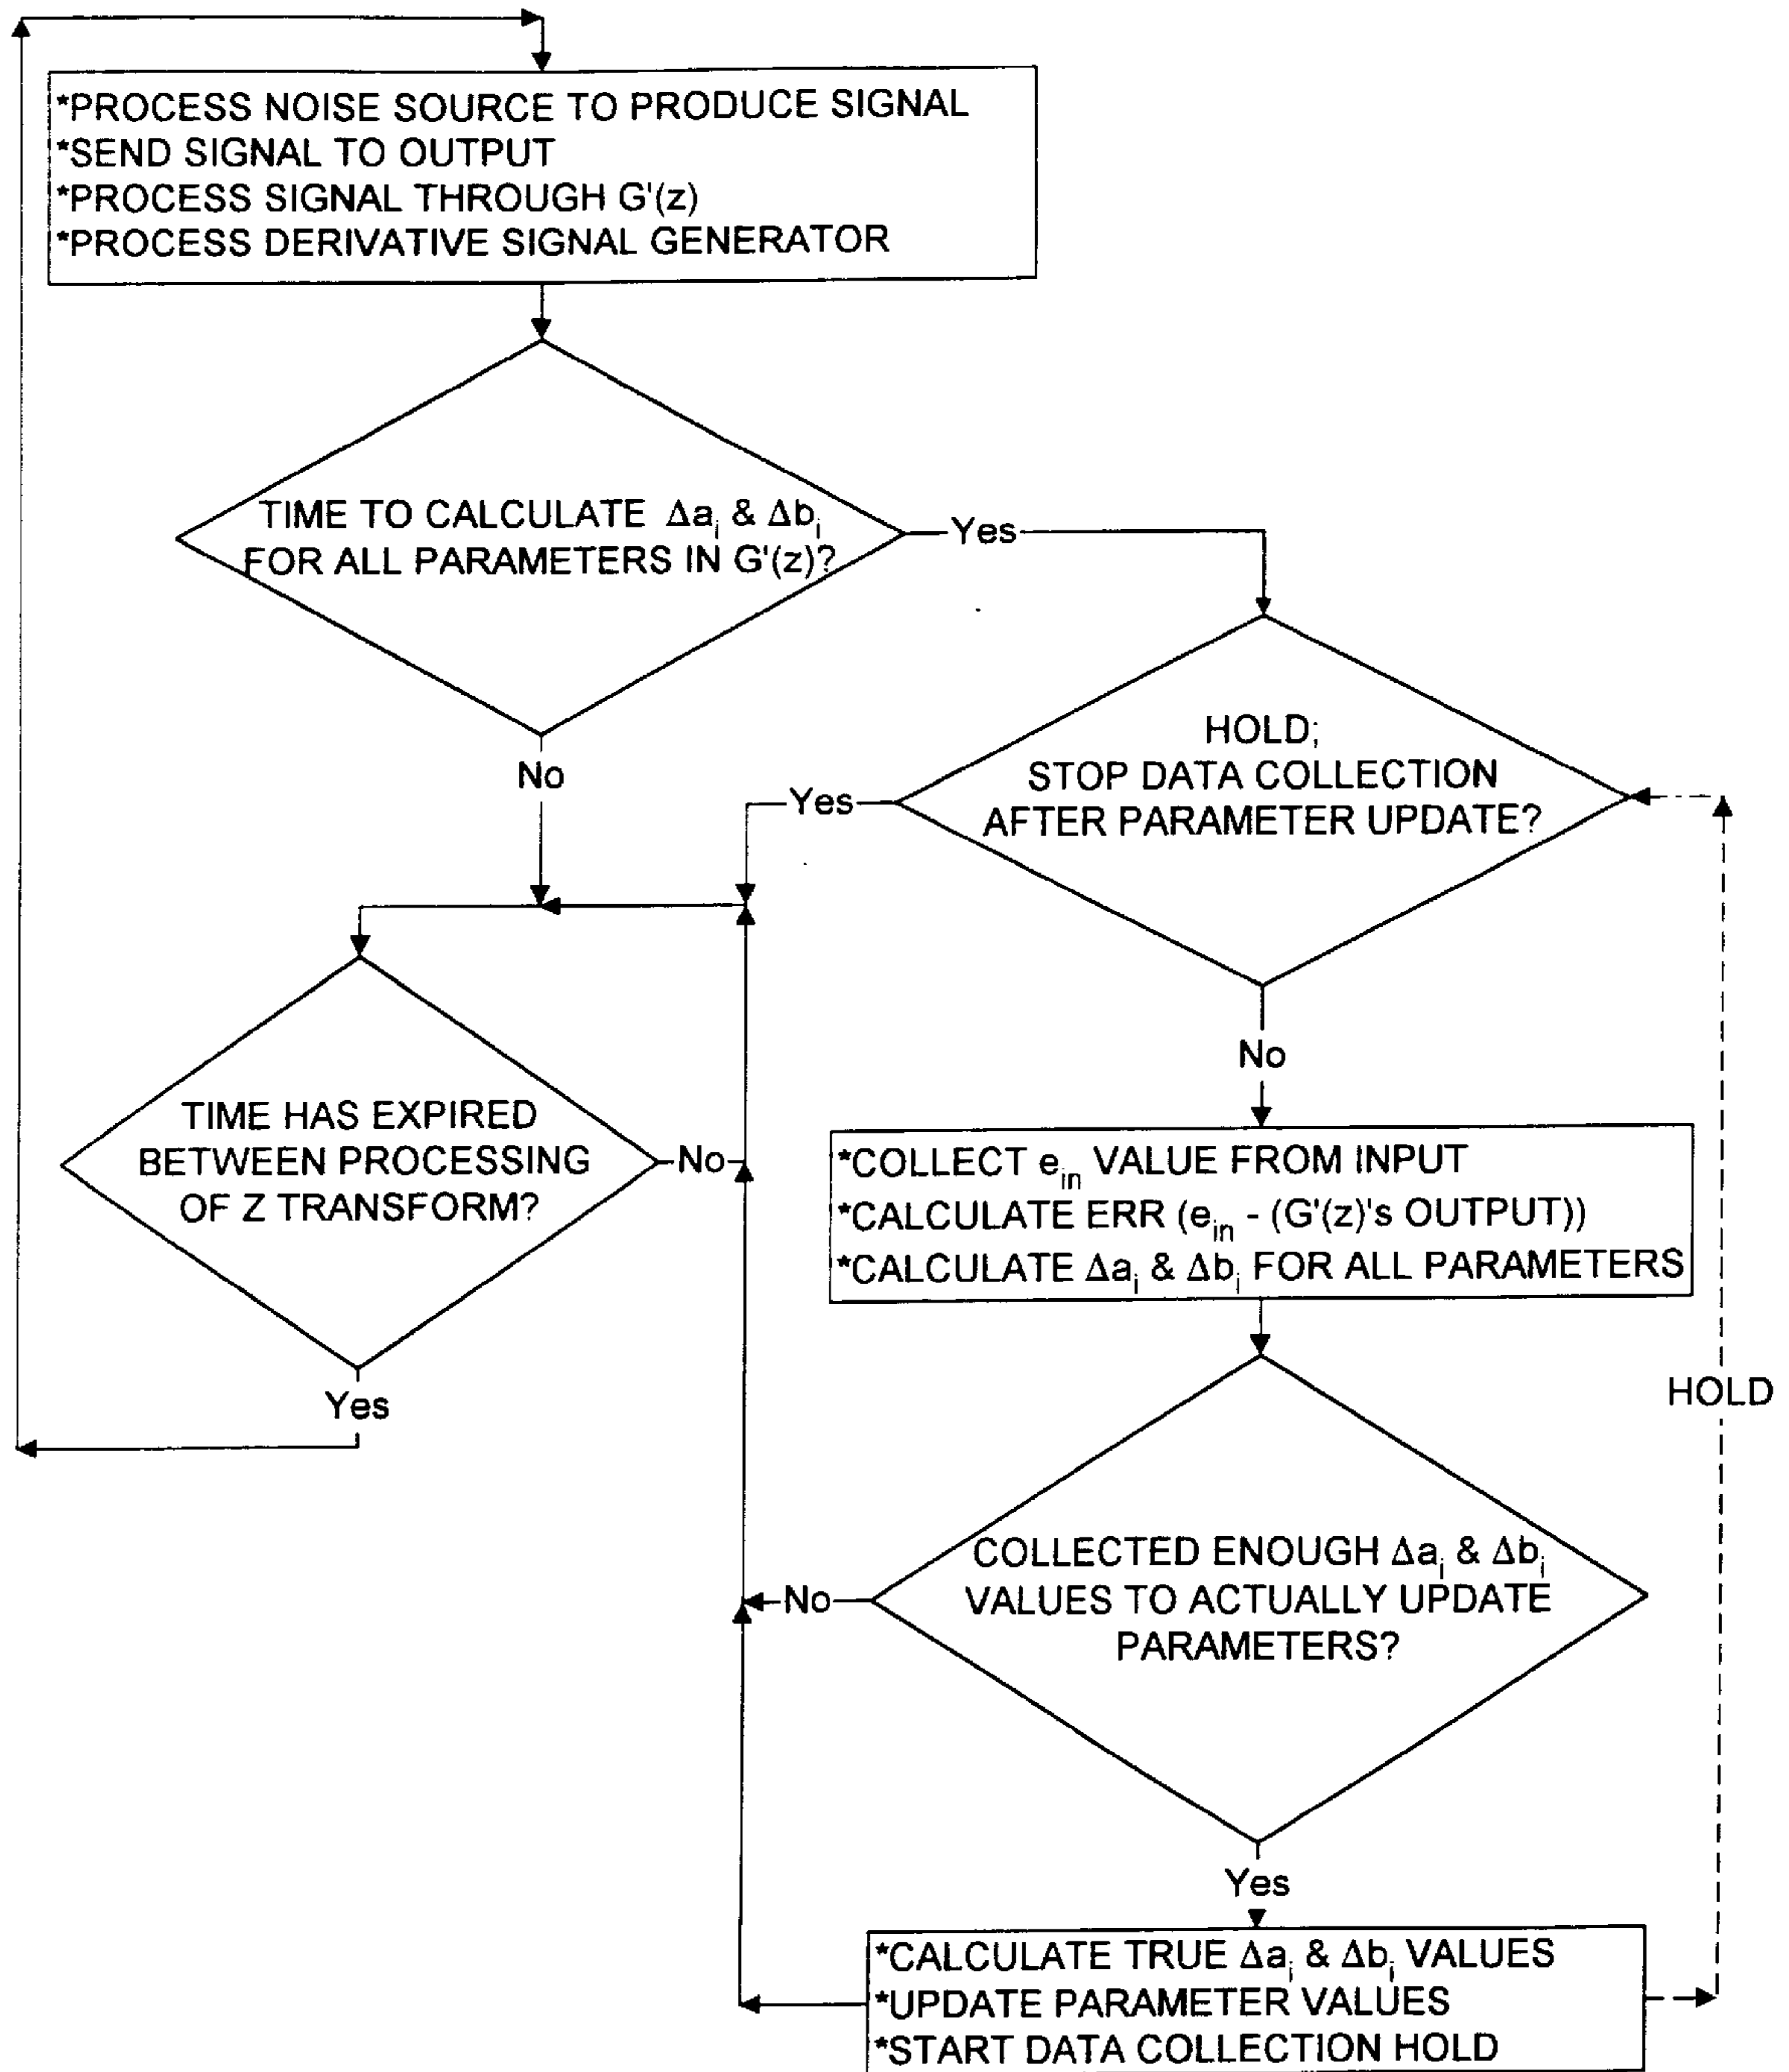 *PROCESS NOISE SOURCE TO PRODUCE SIGNAL
*SEND SIGNAL TO OUTPUT
*PROCESS SIGNAL THROUGH G'(z)
*PROCESS DERIVATIVE SIGNAL GENERATOR
TIME TO CALCULATE Δaᵢ & Δbᵢ
FOR ALL PARAMETERS IN G'(z)?
Yes
No
HOLD;
STOP DATA COLLECTION
AFTER PARAMETER UPDATE?
Yes
No
TIME HAS EXPIRED
BETWEEN PROCESSING
OF Z TRANSFORM?
No
Yes
*COLLECT eᵢₙ VALUE FROM INPUT
*CALCULATE ERR (eᵢₙ - (G'(z)'s OUTPUT))
*CALCULATE Δaᵢ & Δbᵢ FOR ALL PARAMETERS
HOLD
COLLECTED ENOUGH Δaᵢ & Δbᵢ
VALUES TO ACTUALLY UPDATE
PARAMETERS?
No
Yes
*CALCULATE TRUE Δaᵢ & Δbᵢ VALUES
*UPDATE PARAMETER VALUES
*START DATA COLLECTION HOLD